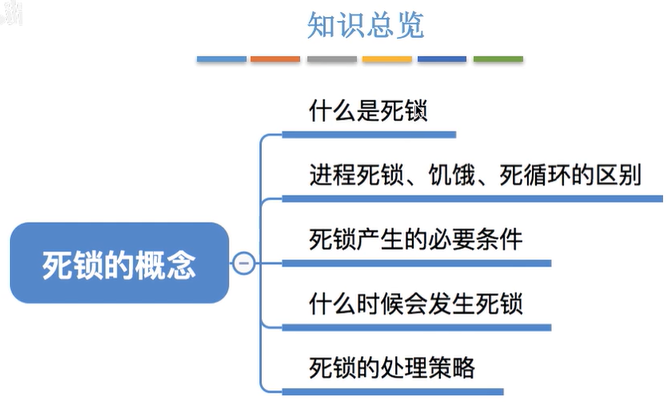 知识总览
什么是死锁
进程死锁、饥饿、死循环的区别
死锁产生的必要条件
死锁的概念
什么时候会发生死锁
死锁的处理策略